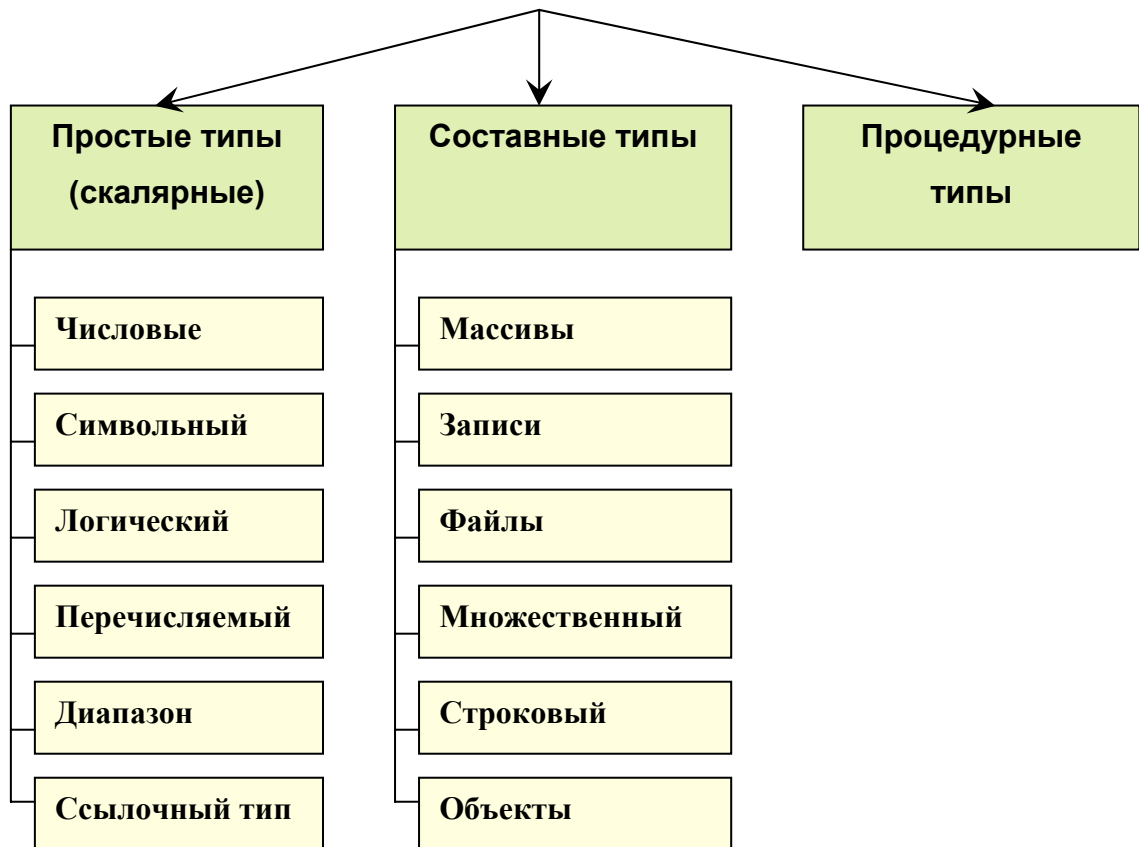 Простые типы
(скалярные)
Числовые
Символьный
Логический
Перечисляемый
Диапазон
Ссылочный тип
Составные типы
Массивы
Записи
Файлы
Множественный
Строковый
Объекты
Процедурные
типы